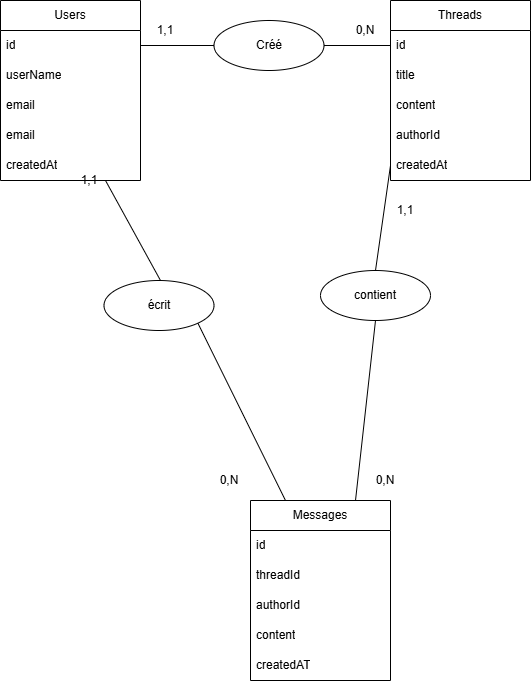 Users
id
userName
email
email
createdAt
1,1
Créé
0,N
Threads
id
title
content
authorId
createdAt
1,1
1,1
écrit
contient
0,N
0,N
Messages
id
threadId
authorId
content
createdAT